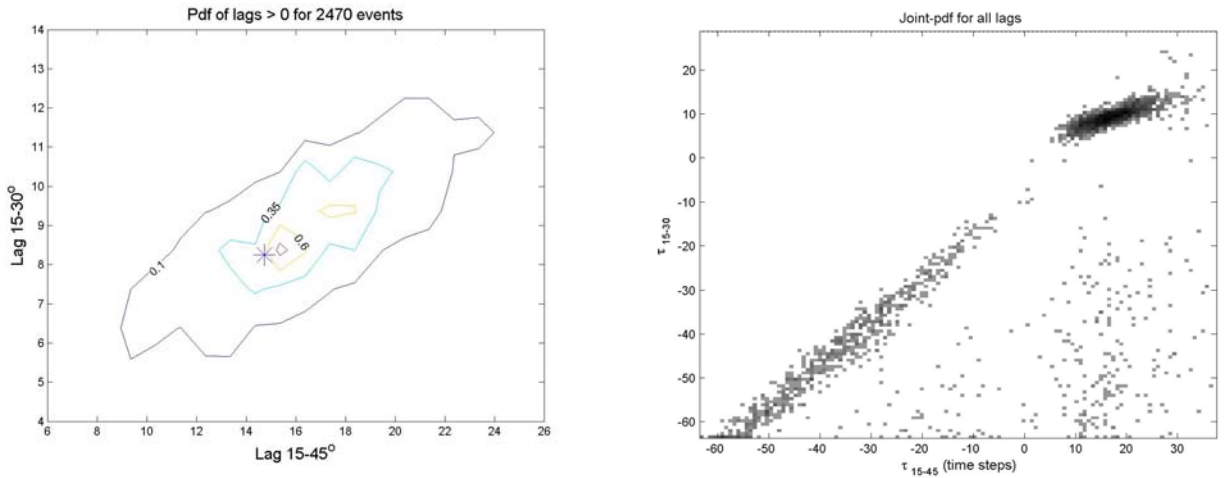 Pdf of lags > 0 for 2470 events
14
13
12
11
10
9
8
7
6
5
4
Lag 15-30°
0.1
0.35
0.6
6 8 10 12 14 16 18 20 22 24 26
Lag 15-45°
Joint-pdf for all lags
20
10
0
-10
-20
-30
-40
-50
-60
τ 15-30
-60 -50 -40 -30 -20 -10 0 10 20 30
τ 15-45 (time steps)